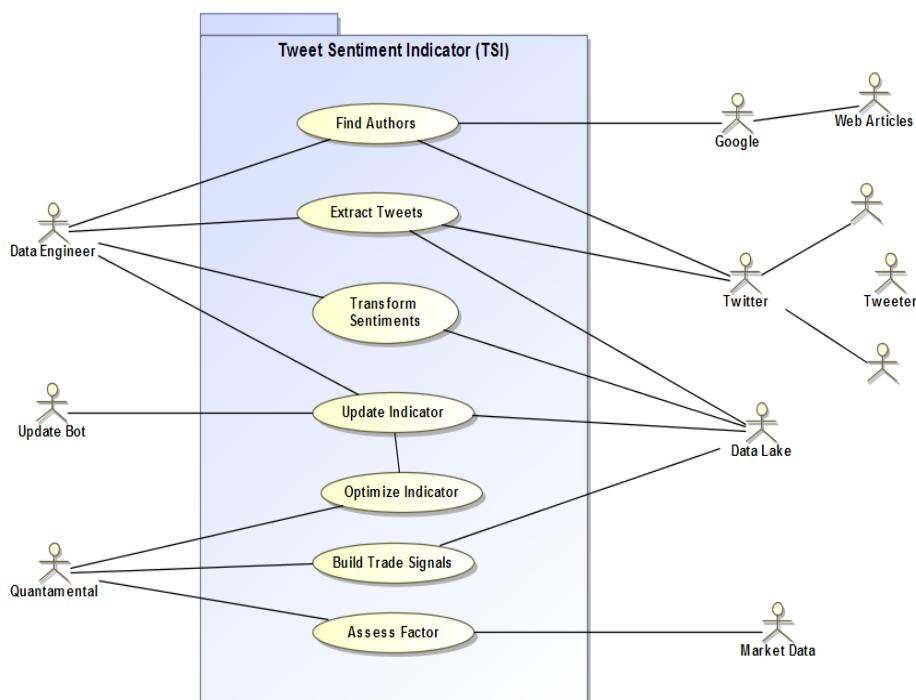 Tweet Sentiment Indicator (TSI)
Find Authors
Google
Web Articles
Extract Tweets
Data Engineer
Twitter
Tweeter
Transform
Sentiments
Update Indicator
Update Bot
Data Lake
Optimize Indicator
Build Trade Signals
Quantamental
Assess Factor
Market Data